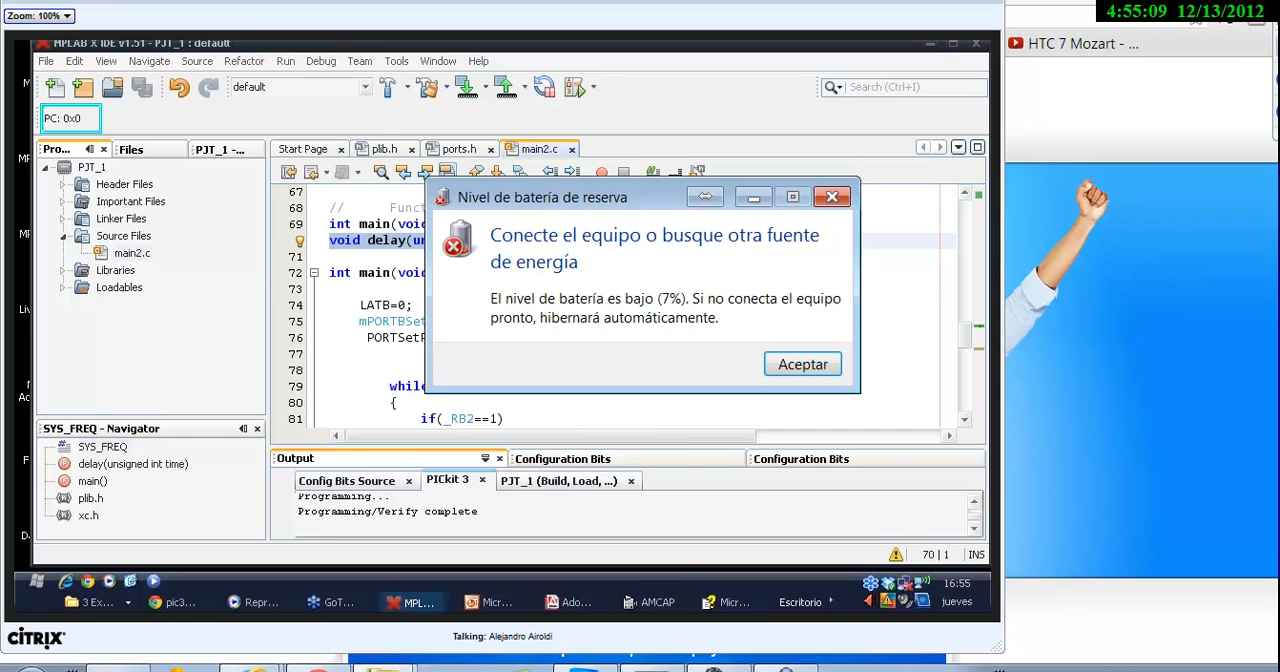 Zoom: 100%
4:55:09 12/13/2012
HTC 7 Mozart - ...
MPLAB X IDE v1.51 - PJT_1 : default
File Edit View Navigate Source Refactor Run Debug Team Tools Window Help
default
Search (Ctrl+I)
PC: 0x0
Pro... Files PJT_1 -...
Start Page plib.h ports.h main2.c
PJT_1
Header Files
Important Files
Linker Files
Source Files
main2.c
Libraries
Loadables
67
68 // Funct
69 int main(voi
void delay(u
71
72 int main(voi
74 LATB=0;
75 mPORTBSet
76 PORTSetP
77
78
79 while
80 {
81 if(_RB2==1)
Nivel de batería de reserva
Conecte el equipo o busque otra fuente
de energía
El nivel de batería es bajo (7%). Si no conecta el equipo
pronto, hibernará automáticamente.
Aceptar
SYS_FREQ - Navigator
SYS_FREQ
delay(unsigned int time)
main()
plib.h
xc.h
Output Configuration Bits Configuration Bits
Config Bits Source PICkit 3 PJT_1 (Build, Load, ...)
Programming...
Programming/Verify complete
70 | 1 INS
16:55
3 Ex... pic3... Repr... GoT... MPL... Micr... Ado... AMCAP Micr... Escritorio jueves
CITRIX
Talking: Alejandro Airoldi